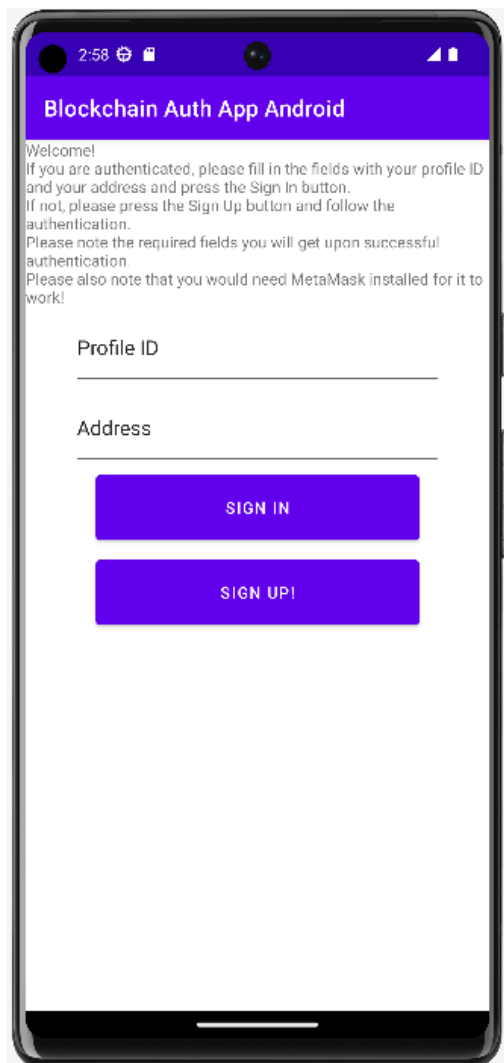 2:58
Blockchain Auth App Android
Welcome!
If you are authenticated, please fill in the fields with your profile ID
and your address and press the Sign In button.
If not, please press the Sign Up button and follow the
authentication.
Please note the required fields you will get upon successful
authentication.
Please also note that you would need MetaMask installed for it to
work!
Profile ID
Address
SIGN IN
SIGN UP!